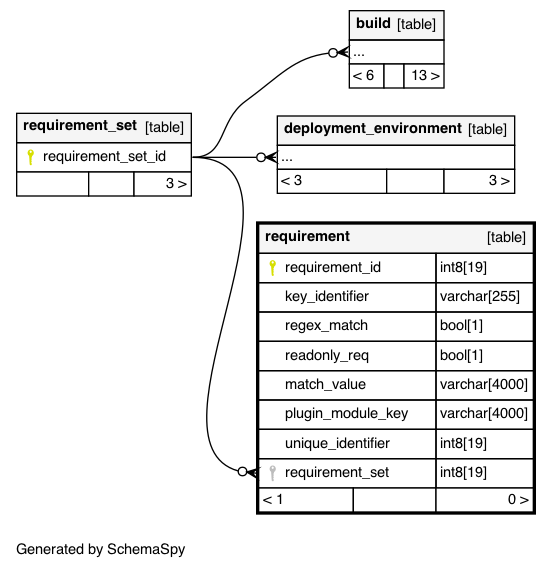 build [table]
...
< 6 13 >
requirement_set [table]
requirement_set_id
3 >
deployment_environment [table]
...
< 3 3 >
requirement [table]
requirement_id int8[19]
key_identifier varchar[255]
regex_match bool[1]
readonly_req bool[1]
match_value varchar[4000]
plugin_module_key varchar[4000]
unique_identifier int8[19]
requirement_set int8[19]
< 1 0 >
Generated by SchemaSpy